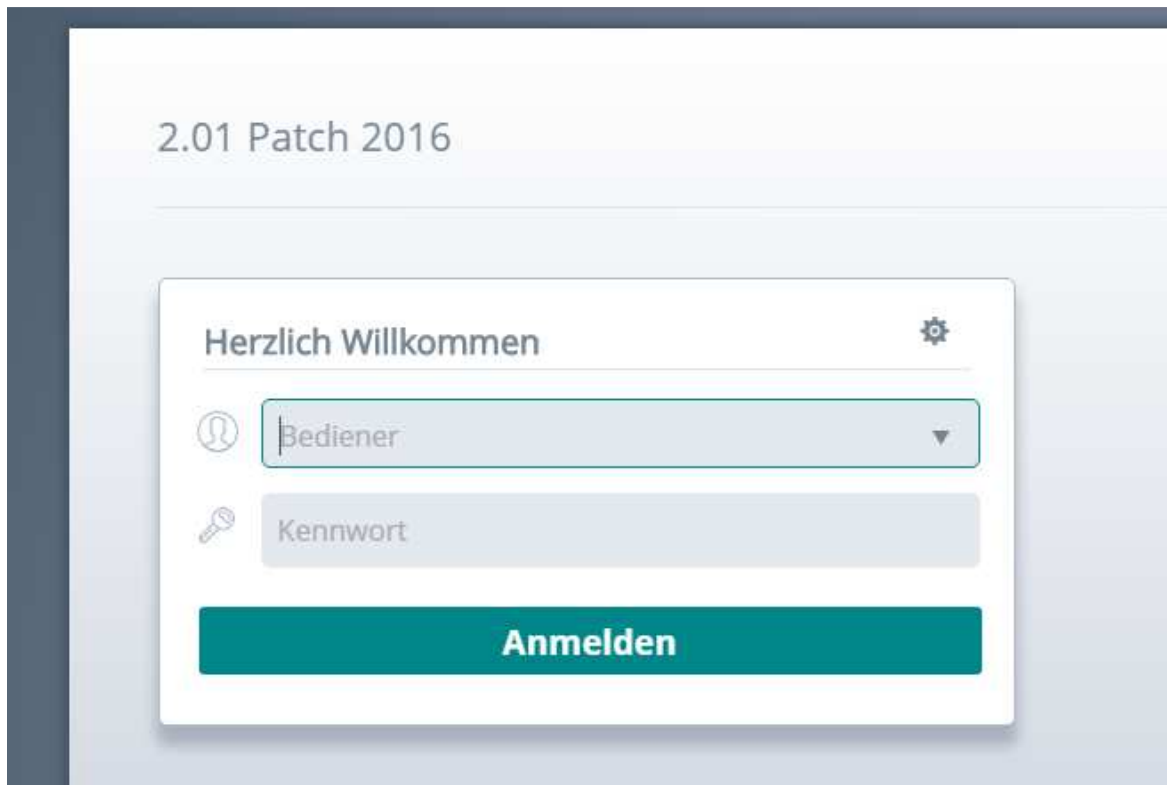 2.01 Patch 2016
Herzlich Willkommen
Bediener
Kennwort
Anmelden